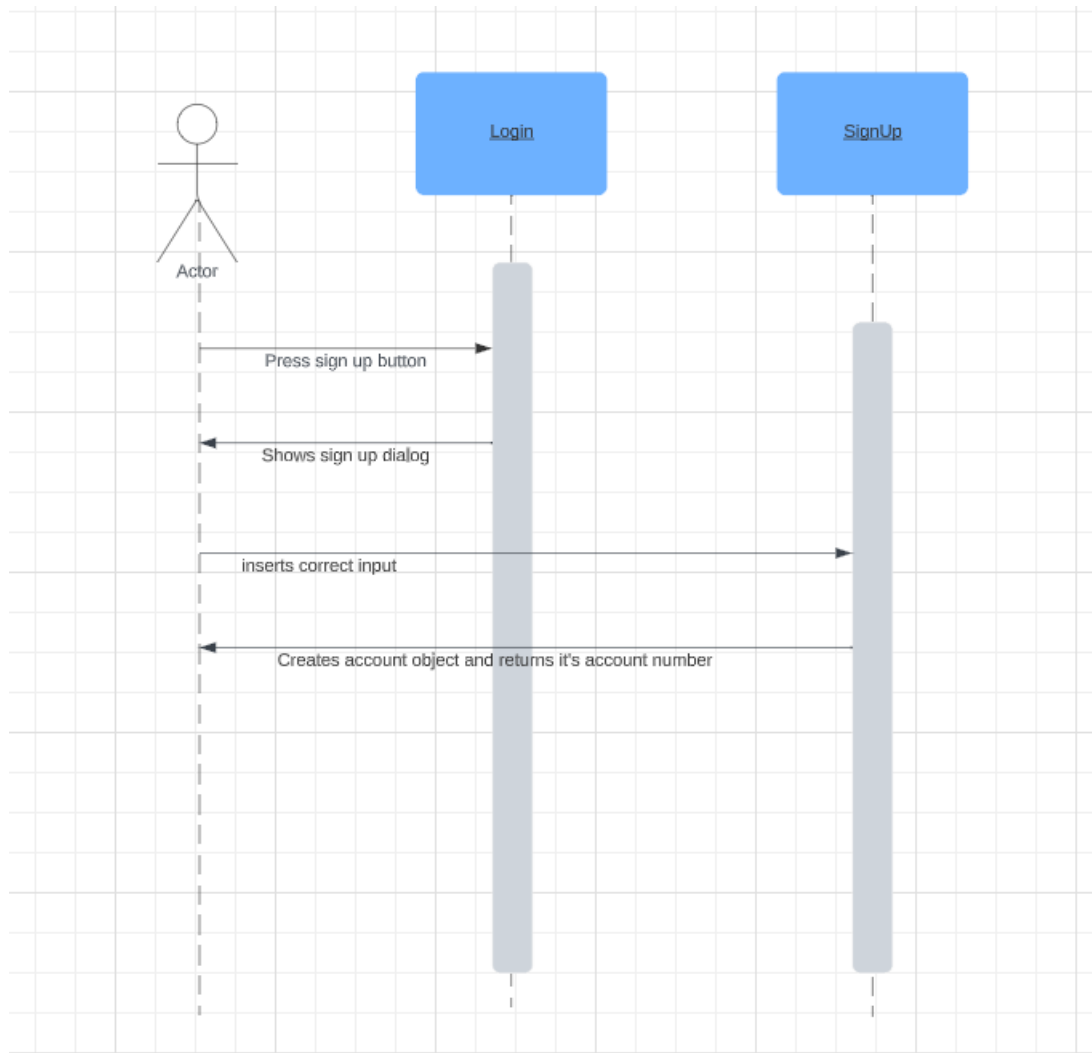 Login
SignUp
Actor
Press sign up button
Shows sign up dialog
inserts correct input
Creates account object and returns it's account number